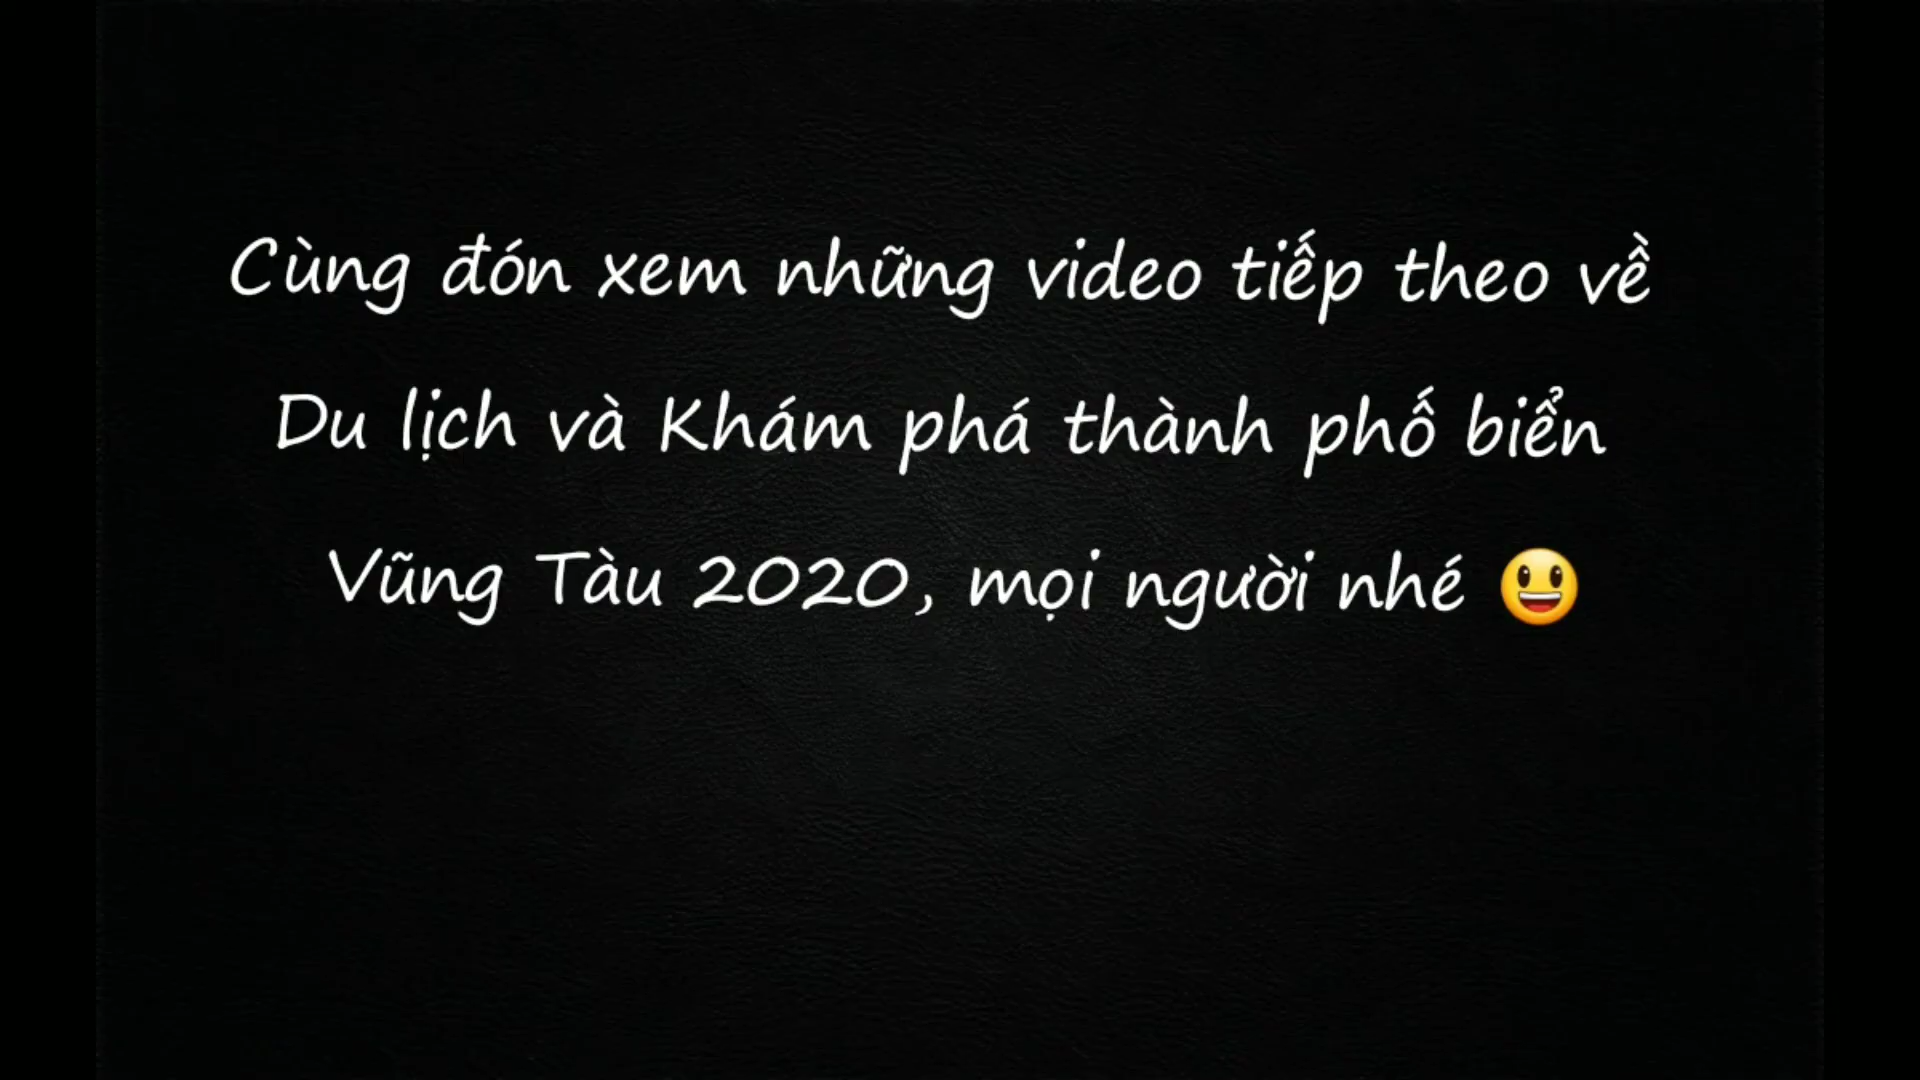 Cùng đón xem những video tiếp theo về
Du lịch và Khám phá thành phố biển
Vũng Tàu 2020, mọi người nhé 😃